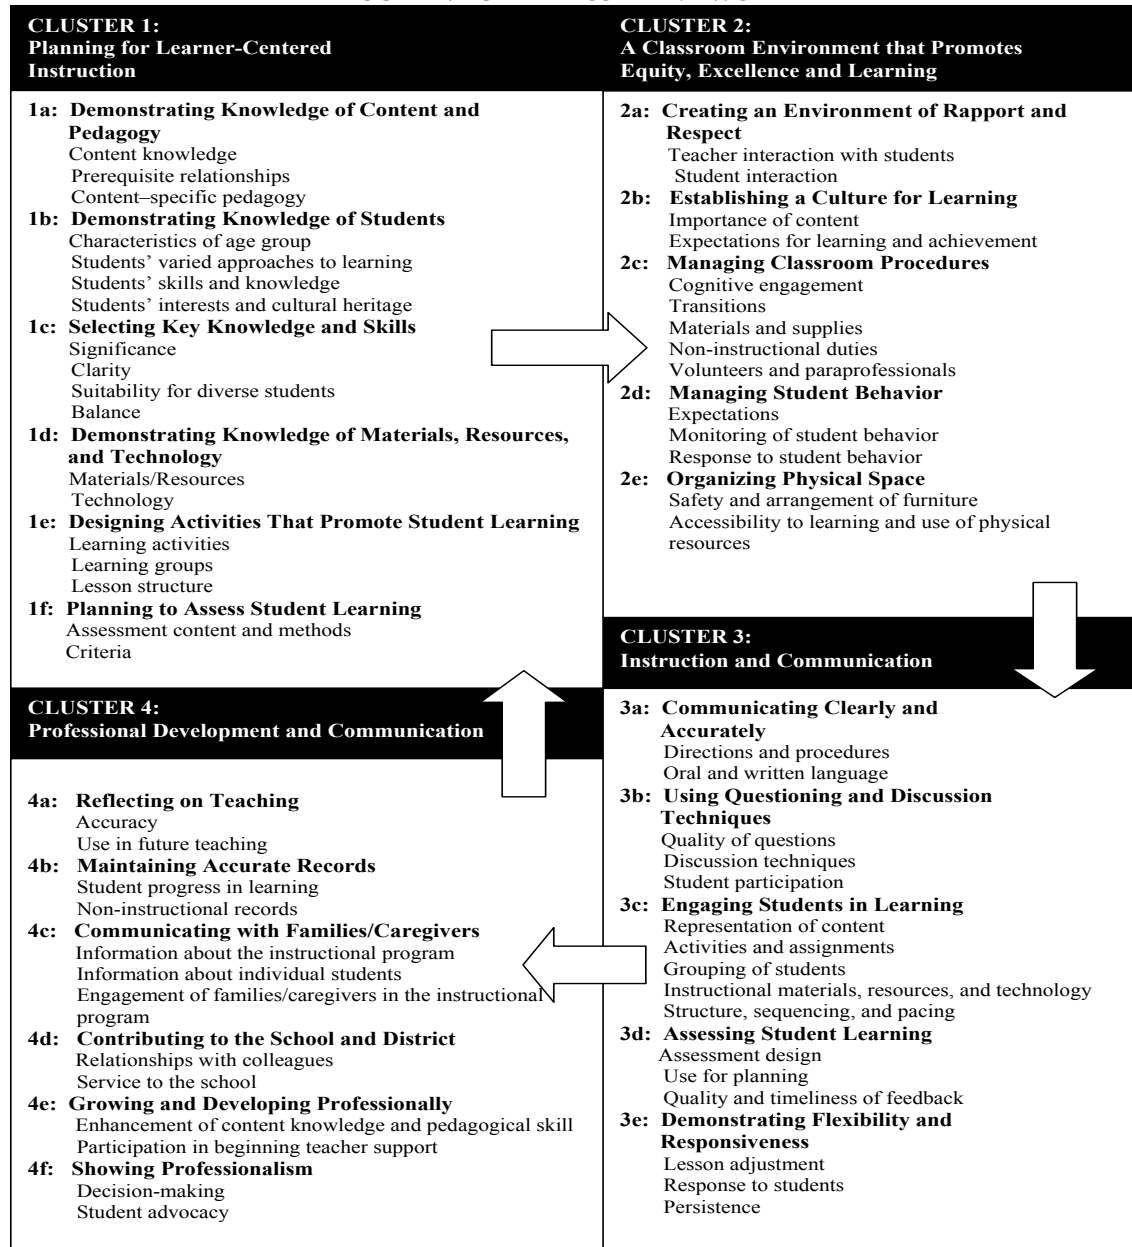 CLUSTER 1:
Planning for Learner-Centered
Instruction
1a: Demonstrating Knowledge of Content and
Pedagogy
Content knowledge
Prerequisite relationships
Content–specific pedagogy
1b: Demonstrating Knowledge of Students
Characteristics of age group
Students’ varied approaches to learning
Students’ skills and knowledge
Students’ interests and cultural heritage
1c: Selecting Key Knowledge and Skills
Significance
Clarity
Suitability for diverse students
Balance
1d: Demonstrating Knowledge of Materials, Resources,
and Technology
Materials/Resources
Technology
1e: Designing Activities That Promote Student Learning
Learning activities
Learning groups
Lesson structure
1f: Planning to Assess Student Learning
Assessment content and methods
Criteria
CLUSTER 2:
A Classroom Environment that Promotes
Equity, Excellence and Learning
2a: Creating an Environment of Rapport and
Respect
Teacher interaction with students
Student interaction
2b: Establishing a Culture for Learning
Importance of content
Expectations for learning and achievement
2c: Managing Classroom Procedures
Cognitive engagement
Transitions
Materials and supplies
Non-instructional duties
Volunteers and paraprofessionals
2d: Managing Student Behavior
Expectations
Monitoring of student behavior
Response to student behavior
2e: Organizing Physical Space
Safety and arrangement of furniture
Accessibility to learning and use of physical
resources
CLUSTER 3:
Instruction and Communication
3a: Communicating Clearly and
Accurately
Directions and procedures
Oral and written language
3b: Using Questioning and Discussion
Techniques
Quality of questions
Discussion techniques
Student participation
3c: Engaging Students in Learning
Representation of content
Activities and assignments
Grouping of students
Instructional materials, resources, and technology
Structure, sequencing, and pacing
3d: Assessing Student Learning
Assessment design
Use for planning
Quality and timeliness of feedback
3e: Demonstrating Flexibility and
Responsiveness
Lesson adjustment
Response to students
Persistence
CLUSTER 4:
Professional Development and Communication
4a: Reflecting on Teaching
Accuracy
Use in future teaching
4b: Maintaining Accurate Records
Student progress in learning
Non-instructional records
4c: Communicating with Families/Caregivers
Information about the instructional program
Information about individual students
Engagement of families/caregivers in the instructional
program
4d: Contributing to the School and District
Relationships with colleagues
Service to the school
4e: Growing and Developing Professionally
Enhancement of content knowledge and pedagogical skill
Participation in beginning teacher support
4f: Showing Professionalism
Decision-making
Student advocacy